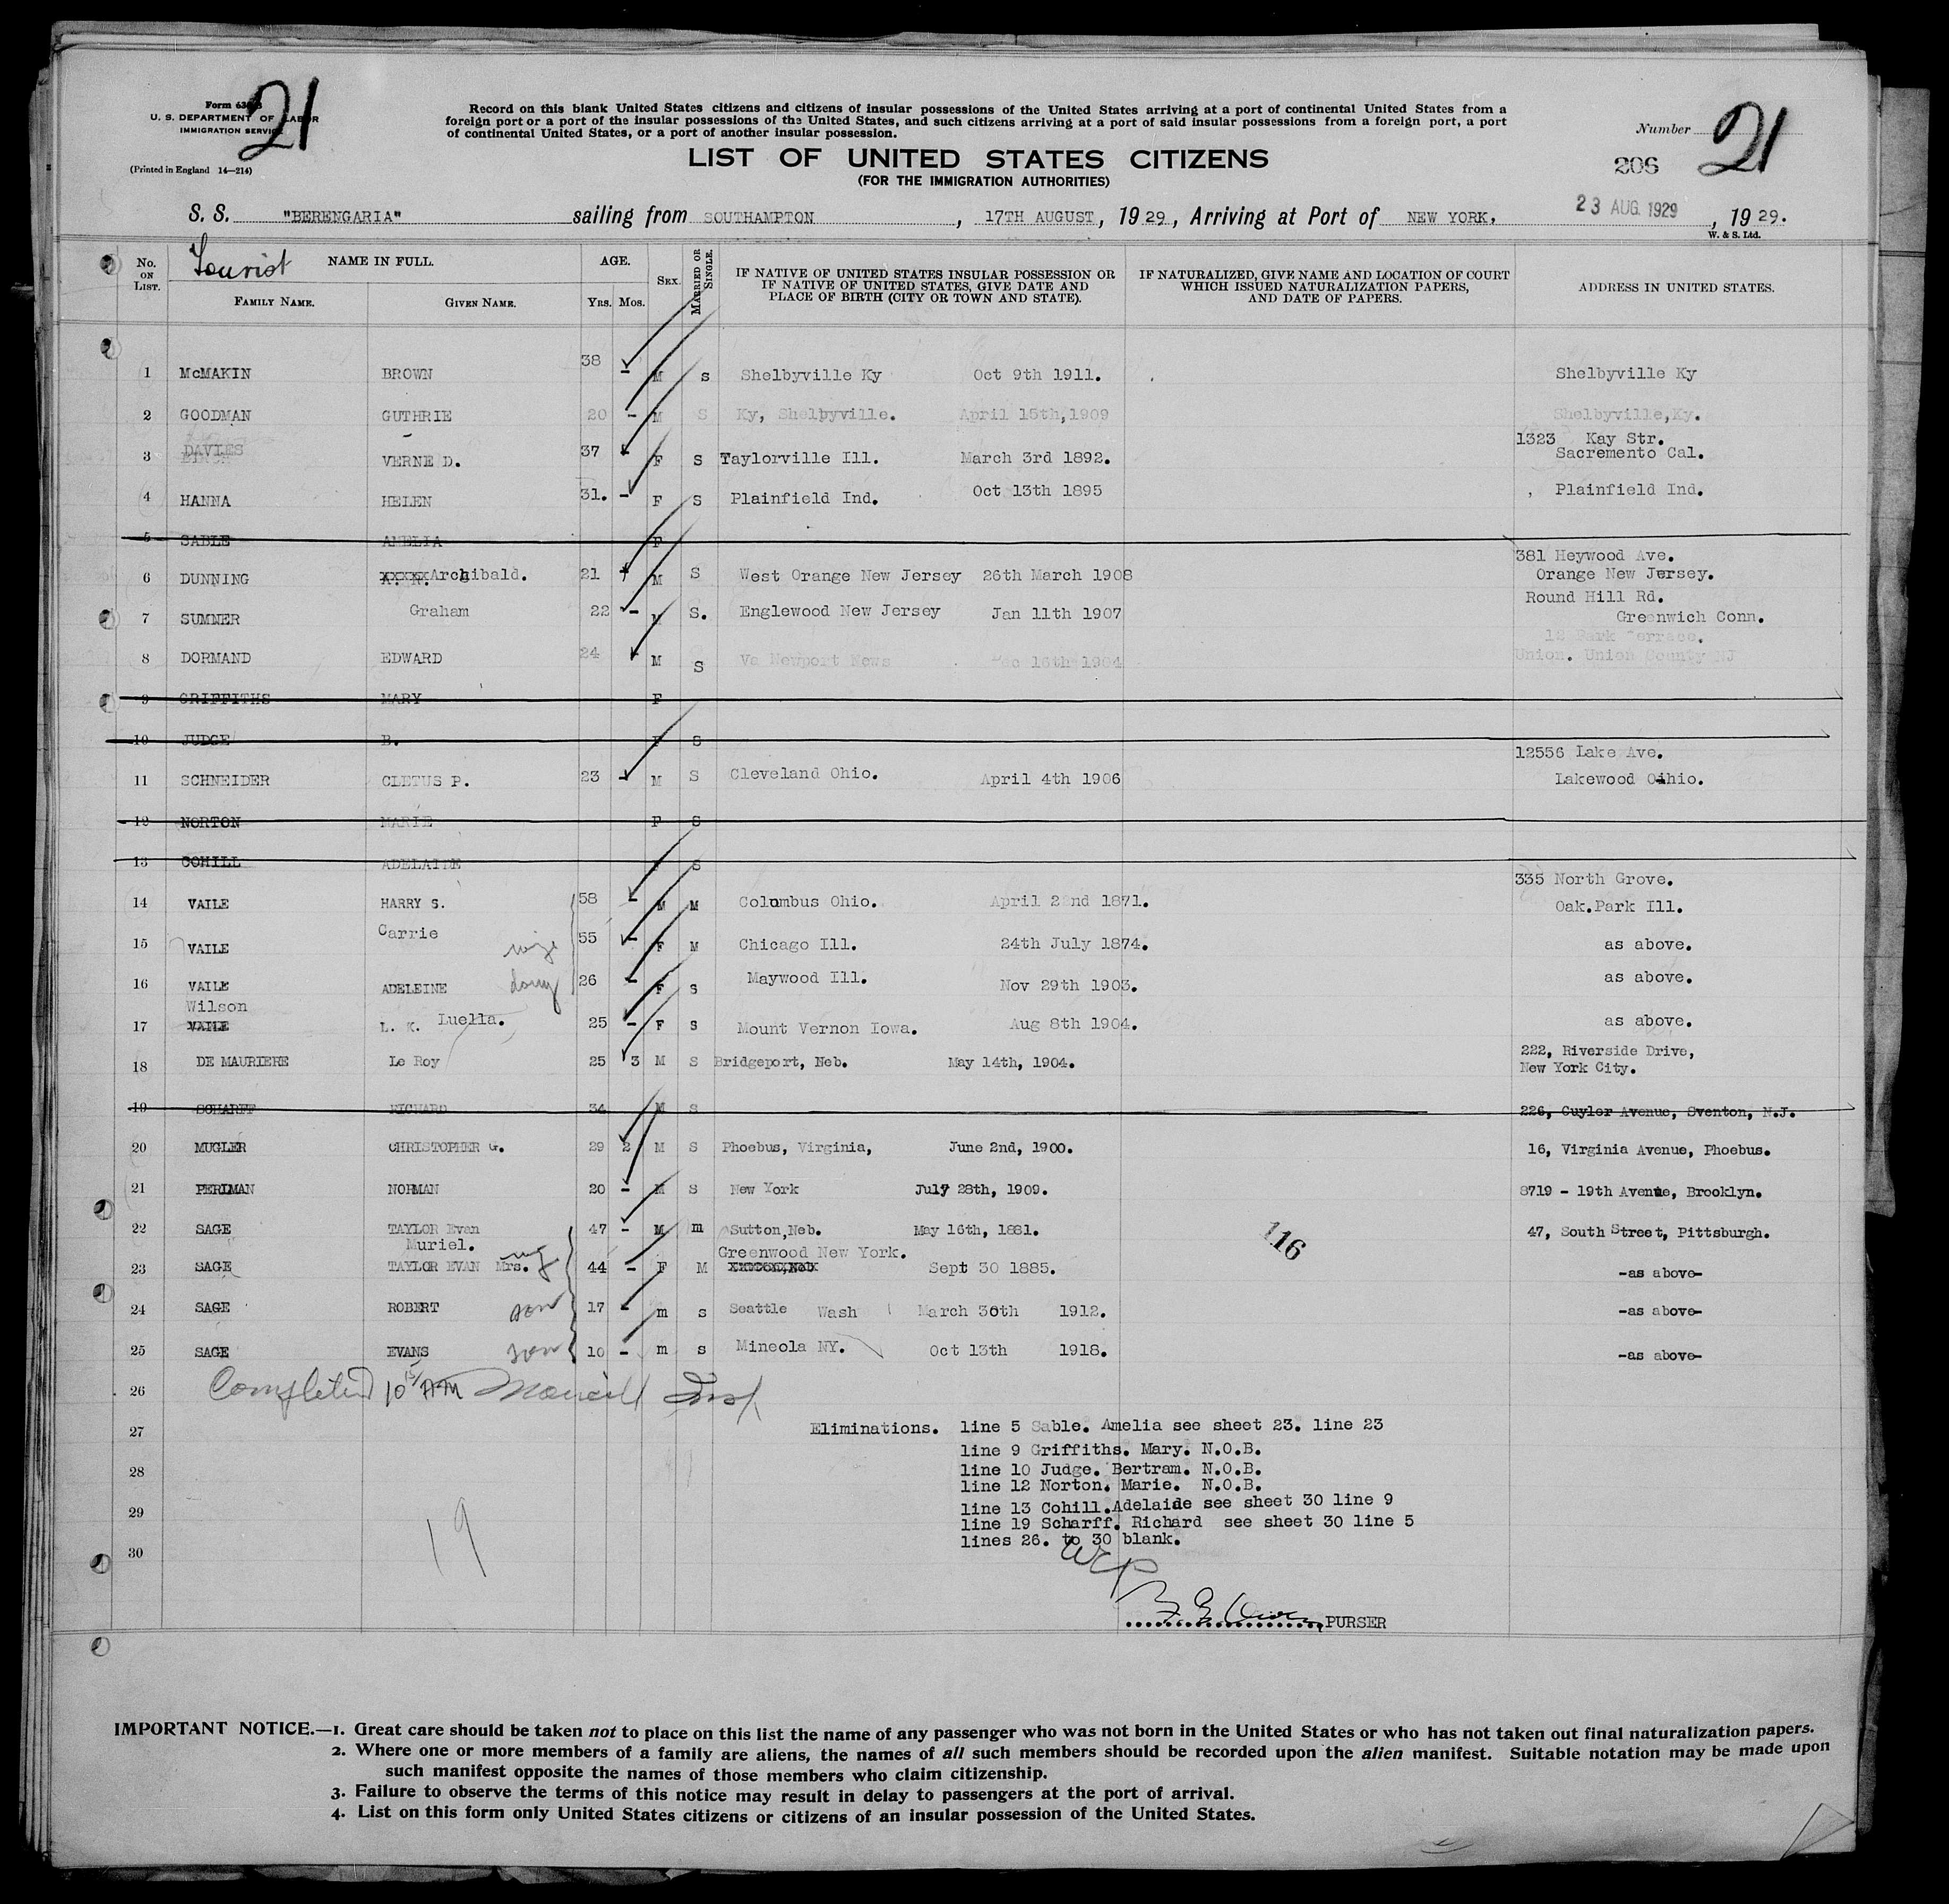 21
Form 630 B
U. S. DEPARTMENT OF LABOR
IMMIGRATION SERVICE
(Printed in England 14—214)
Record on this blank United States citizens and citizens of insular possessions of the United States arriving at a port of continental United States from a
foreign port or a port of the insular possessions of the United States, and such citizens arriving at a port of said insular possessions from a foreign port, a port
of continental United States, or a port of another insular possession.
Number 21
206
LIST OF UNITED STATES CITIZENS
(FOR THE IMMIGRATION AUTHORITIES)
S. S. "BERENGARIA" sailing from SOUTHAMPTON, 17TH AUGUST, 1929, Arriving at Port of NEW YORK, 23 AUG. 1929, 1929.
W. & S. Ltd.
Tourist
No. ON LIST. NAME IN FULL. FAMILY NAME. GIVEN NAME. AGE. Yrs. Mos. SEX. MARRIED OR SINGLE. IF NATIVE OF UNITED STATES INSULAR POSSESSION OR IF NATIVE OF UNITED STATES, GIVE DATE AND PLACE OF BIRTH (CITY OR TOWN AND STATE). IF NATURALIZED, GIVE NAME AND LOCATION OF COURT WHICH ISSUED NATURALIZATION PAPERS, AND DATE OF PAPERS. ADDRESS IN UNITED STATES.
1 McMAKIN BROWN 38 - M s Shelbyville Ky Oct 9th 1911. Shelbyville Ky
2 GOODMAN GUTHRIE 20 - M S Ky, Shelbyville. April 15th,1909 Shelbyville,Ky.
1323 Kay Str.
3 DAVIES VERNE D. 37 F S Taylorville Ill. March 3rd 1892. Sacremento Cal.
4 HANNA HELEN 31. - F S Plainfield Ind. Oct 13th 1895 Plainfield Ind.
5 SABLE AMELIA F
381 Heywood Ave.
6 DUNNING Archibald. 21 M S West Orange New Jersey 26th March 1908 Orange New Jersey.
Round Hill Rd.
7 SUMNER Graham 22 - M S. Englewood New Jersey Jan 11th 1907 Greenwich Conn.
12 Park Terrace.
8 DORMAND EDWARD 24 M S Va Newport News Dec 16th 1904 Union. Union County NJ
9 GRIFFITHS MARY F
10 JUDGE B. F S
12556 Lake Ave.
11 SCHNEIDER CLETUS P. 23 M S Cleveland Ohio. April 4th 1906 Lakewood Oihio.
12 NORTON MARIE F S
13 COHILL ADELAIDE F S
335 North Grove.
14 VAILE HARRY S. 58 - M M Columbus Ohio. April 22nd 1871. Oak.Park Ill.
15 VAILE Carrie wife 55 - F M Chicago Ill. 24th July 1874. as above.
16 VAILE ADELEINE daug 26 - F S Maywood Ill. Nov 29th 1903. as above.
Wilson
17 VAILE L. K. Luella. 25 - F S Mount Vernon Iowa. Aug 8th 1904. as above.
18 DE MAURIERE Le Roy 25 3 M S Bridgeport, Neb. May 14th, 1904. 222, Riverside Drive,
New York City.
19 SCHARFF RICHARD 34 M S 226, Cuyler Avenue, Sventon, N.J.
20 MUGLER CHRISTOPHER G. 29 2 M S Phoebus, Virginia, June 2nd, 1900. 16, Virginia Avenue, Phoebus.
21 PERLMAN NORMAN 20 - M S New York July 28th, 1909. 8719 - 19th Avenue, Brooklyn.
22 SAGE TAYLOR Evan 47 - M m Sutton,Neb. May 16th, 1881. 47, South Street, Pittsburgh.
Muriel. Greenwood New York.
23 SAGE TAYLOR EVAN Mrs. wife 44 - F M Sept 30 1885. -as above-
24 SAGE ROBERT son 17 - m s Seattle Wash March 30th 1912. -as above-
25 SAGE EVANS son 10 - m s Mineola NY. Oct 13th 1918. -as above-
116
26 Completed 10 15/ AM Insp
27 Eliminations. line 5 Sable. Amelia see sheet 23. line 23
line 9 Griffiths. Mary. N.O.B.
28 line 10 Judge. Bertram. N.O.B.
line 12 Norton. Marie. N.O.B.
29 line 13 Cohill.Adelaide see sheet 30 line 9
line 19 Scharff. Richard see sheet 30 line 5
30 lines 26. to 30 blank.
19
PURSER
IMPORTANT NOTICE.—1. Great care should be taken not to place on this list the name of any passenger who was not born in the United States or who has not taken out final naturalization papers.
2. Where one or more members of a family are aliens, the names of all such members should be recorded upon the alien manifest. Suitable notation may be made upon
such manifest opposite the names of those members who claim citizenship.
3. Failure to observe the terms of this notice may result in delay to passengers at the port of arrival.
4. List on this form only United States citizens or citizens of an insular possession of the United States.